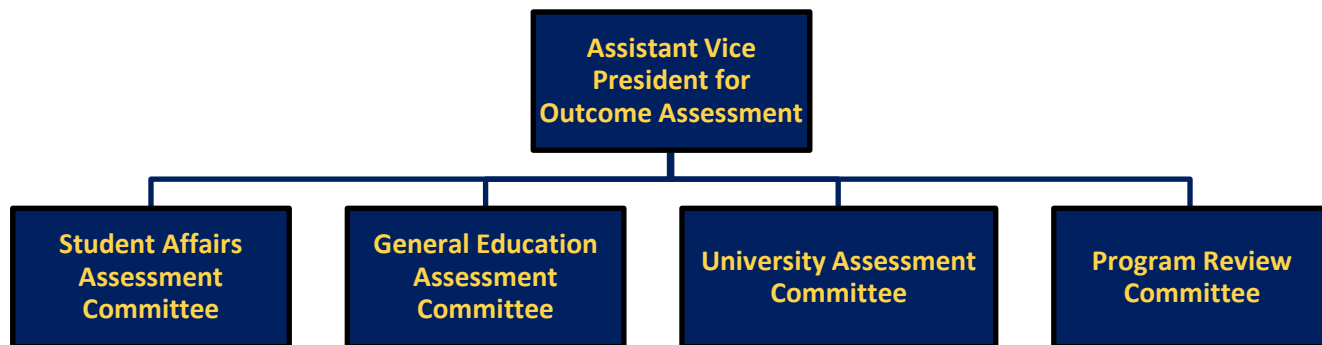 Assistant Vice
President for
Outcome Assessment
Student Affairs
Assessment
Committee
General Education
Assessment
Committee
University Assessment
Committee
Program Review
Committee